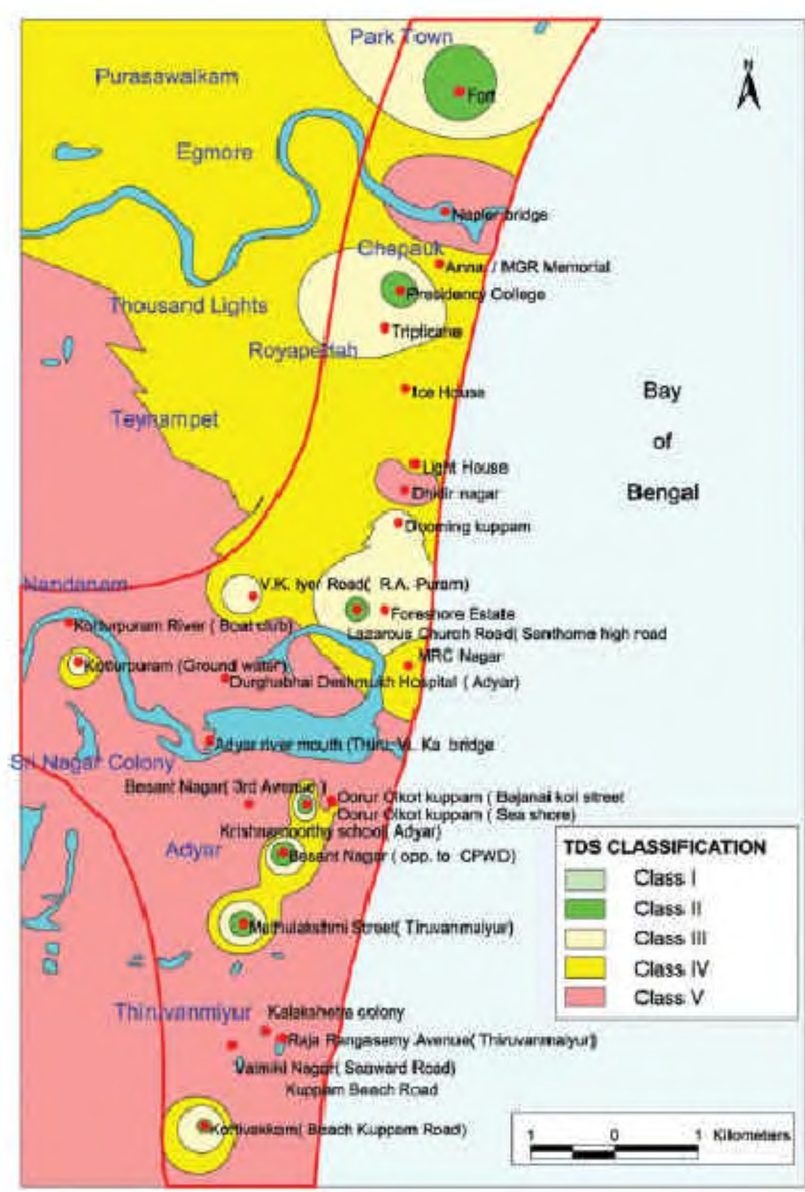 Park Town
N
Purasawalkam
Fort
Egmore
Napier bridge
Chepauk
Anna / MGR Memorial
Presidency College
Thousand Lights
Triplicane
Royapettah
Ice House
Bay
of
Bengal
Teynampet
Light House
Dhidir nagar
Dooming kuppam
Nandanam
V.K. Iyer Road( R.A. Puram)
Kotturpuram River ( Boat club)
Foreshore Estate
Lazarous Church Road( Santhome high road
Kotturpuram (Ground water)
MRC Nagar
Durghabhai Deshmukh Hospital ( Adyar)
Adyar river mouth (Thiru. Vi. Ka bridge
Sri Nagar Colony
Besant Nagar( 3rd Avenue )
Oorur Olkot kuppam ( Bajanai koil street
Oorur Olkot kuppam ( Sea shore)
Krishnamoorthy school( Adyar)
Adyar
Besant Nagar ( opp. to CPWD)
Muthulakshmi Street( Tiruvanmaiyur)
TDS CLASSIFICATION
Class I
Class II
Class III
Class IV
Class V
Thiruvanmiyur
Kalakshetra colony
Raja Rangasamy Avenue( Thiruvanmaiyur)
Valmiki Nagar( Seaward Road)
Kuppam Beach Road
Kottivakkam( Beach Kuppam Road)
1 0 1 Kilometers